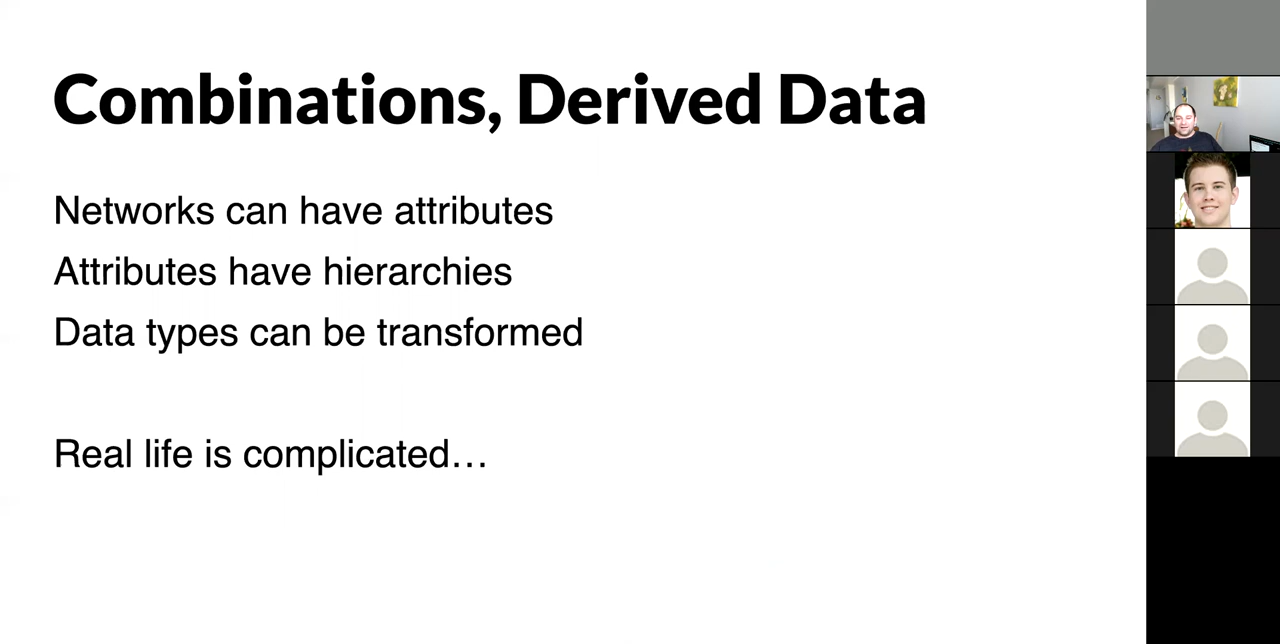 Combinations, Derived Data
Networks can have attributes
Attributes have hierarchies
Data types can be transformed
Real life is complicated…